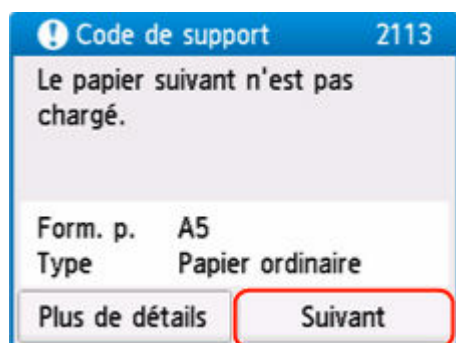 Code de support 2113
Le papier suivant n'est pas
chargé.
Form. p. A5
Type Papier ordinaire
Plus de détails Suivant